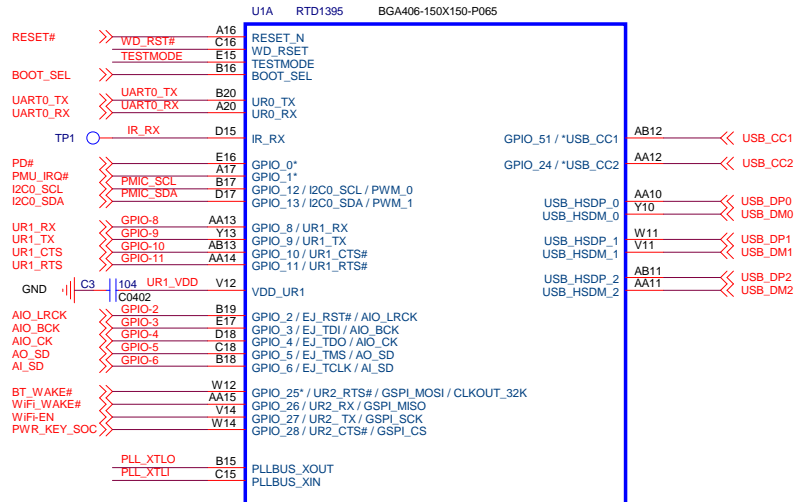 U1A RTD1395 BGA406-150X150-P065
RESET# A16 RESET_N
WD_RST# C16 WD_RSET
TESTMODE E15 TESTMODE
BOOT_SEL B16 BOOT_SEL
UART0_TX UART0_TX B20 UR0_TX
UART0_RX UART0_RX A20 UR0_RX
TP1 IR_RX D15 IR_RX GPIO_51 / *USB_CC1 AB12 USB_CC1
PD# E16 GPIO_0* GPIO_24 / *USB_CC2 AA12 USB_CC2
PMU_IRQ# A17 GPIO_1*
I2C0_SCL PMIC_SCL B17 GPIO_12 / I2C0_SCL / PWM_0
I2C0_SDA PMIC_SDA D17 GPIO_13 / I2C0_SDA / PWM_1 USB_HSDP_0 AA10 USB_DP0
USB_HSDM_0 Y10 USB_DM0
UR1_RX GPIO-8 AA13 GPIO_8 / UR1_RX
UR1_TX GPIO-9 Y13 GPIO_9 / UR1_TX USB_HSDP_1 W11 USB_DP1
UR1_CTS GPIO-10 AB13 GPIO_10 / UR1_CTS# USB_HSDM_1 V11 USB_DM1
UR1_RTS GPIO-11 AA14 GPIO_11 / UR1_RTS#
USB_HSDP_2 AB11 USB_DP2
GND C3 104 UR1_VDD V12 VDD_UR1 USB_HSDM_2 AA11 USB_DM2
C0402
AIO_LRCK GPIO-2 B19 GPIO_2 / EJ_RST# / AIO_LRCK
AIO_BCK GPIO-3 E17 GPIO_3 / EJ_TDI / AIO_BCK
AIO_CK GPIO-4 D18 GPIO_4 / EJ_TDO / AIO_CK
AO_SD GPIO-5 C18 GPIO_5 / EJ_TMS / AO_SD
AI_SD GPIO-6 B18 GPIO_6 / EJ_TCLK / AI_SD
BT_WAKE# W12 GPIO_25* / UR2_RTS# / GSPI_MOSI / CLKOUT_32K
WiFi_WAKE# AA15 GPIO_26 / UR2_RX / GSPI_MISO
WiFi-EN V14 GPIO_27 / UR2_ TX / GSPI_SCK
PWR_KEY_SOC W14 GPIO_28 / UR2_CTS# / GSPI_CS
PLL_XTLO B15 PLLBUS_XOUT
PLL_XTLI C15 PLLBUS_XIN